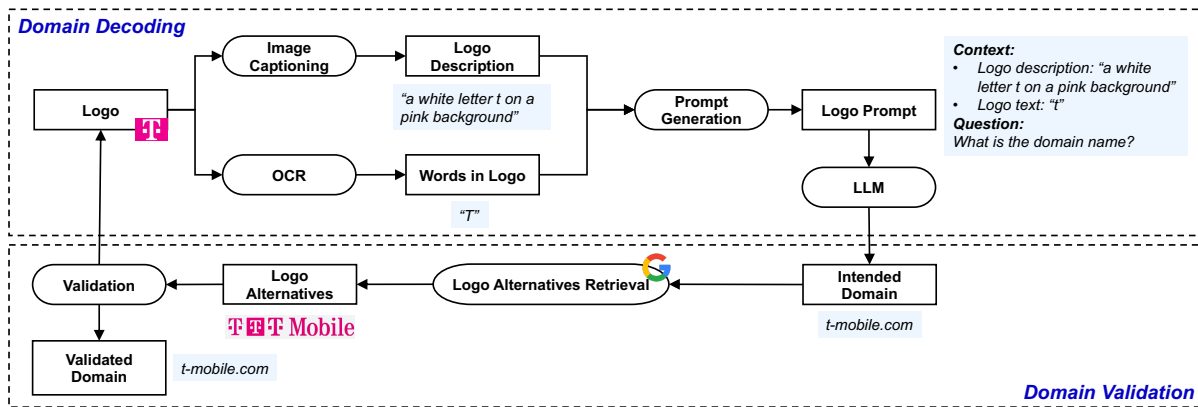 Domain Decoding
Image
Captioning
Logo
Description
Context:
• Logo description: “a white
letter t on a pink background”
• Logo text: “t”
Question:
What is the domain name?
Logo
T
“a white letter t on a
pink background”
Prompt
Generation
Logo Prompt
OCR
Words in Logo
“T”
LLM
Validation
Logo
Alternatives
Logo Alternatives Retrieval
G
Intended
Domain
T T T Mobile
t-mobile.com
Validated
Domain
t-mobile.com
Domain Validation